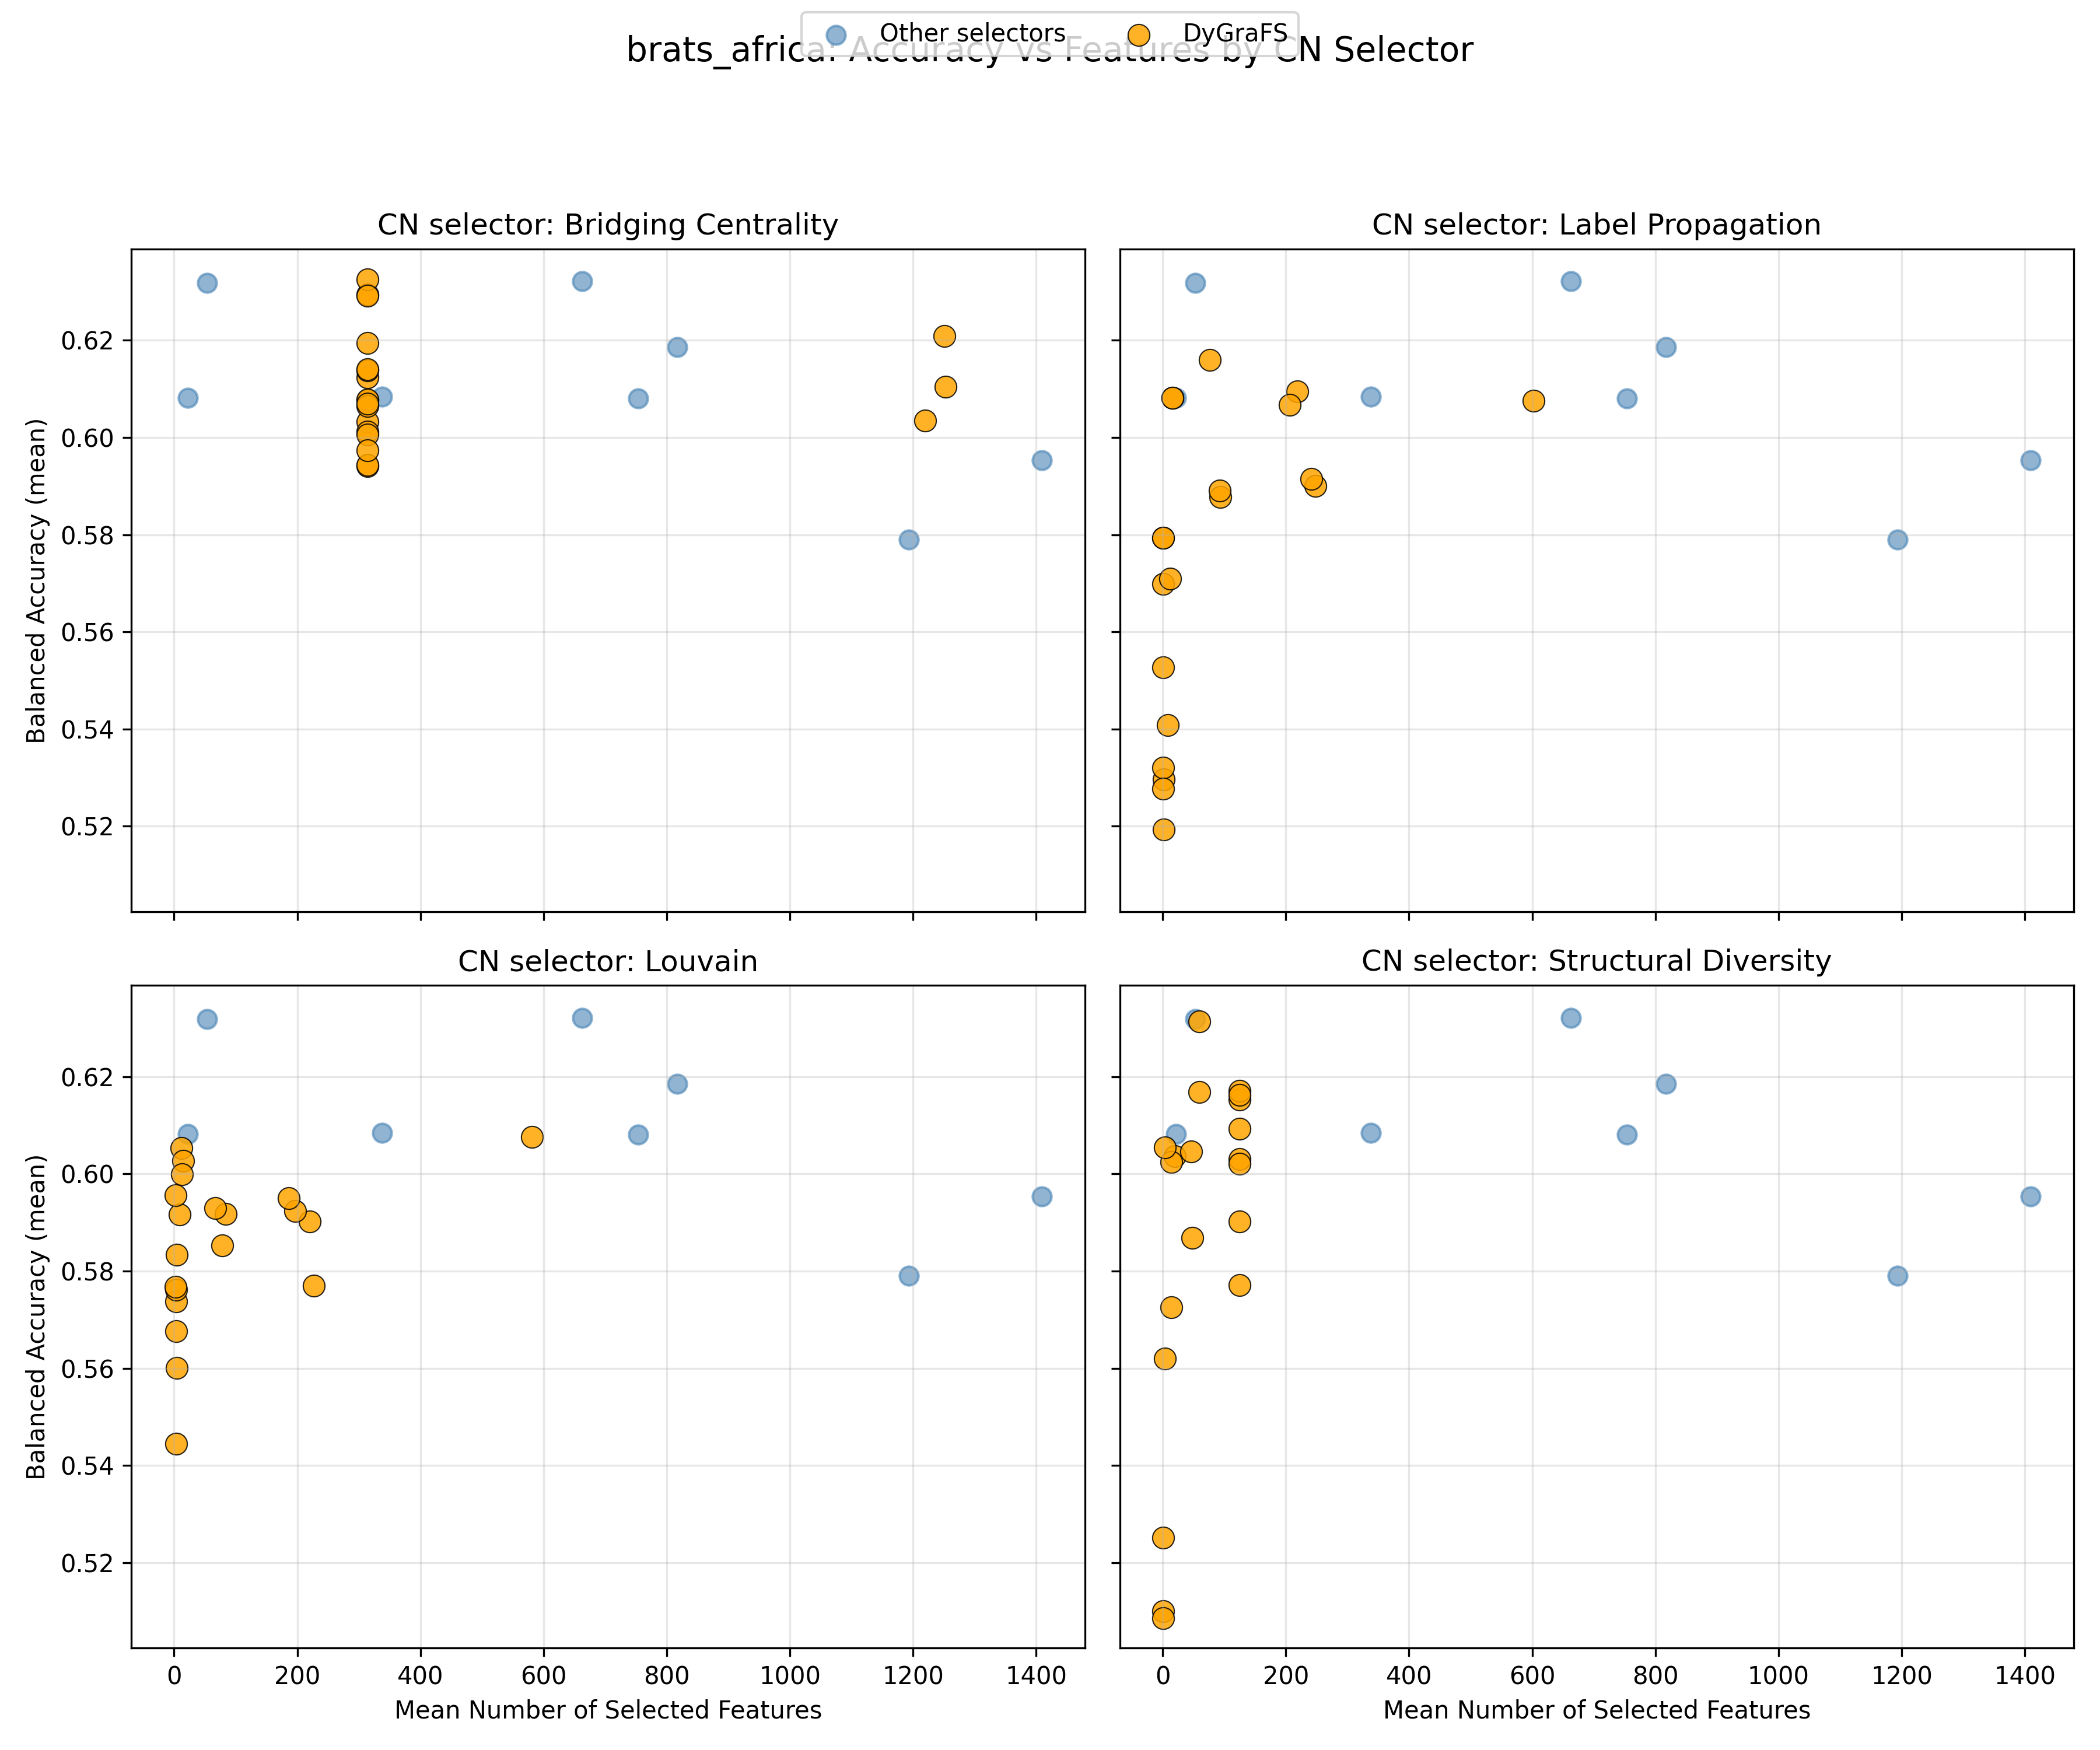 Other selectors DyGraFS
brats_africa: Accuracy vs Features by CN Selector
CN selector: Bridging Centrality
CN selector: Label Propagation
Balanced Accuracy (mean)
0.62
0.60
0.58
0.56
0.54
0.52
CN selector: Louvain
CN selector: Structural Diversity
Balanced Accuracy (mean)
0.62
0.60
0.58
0.56
0.54
0.52
0 200 400 600 800 1000 1200 1400
0 200 400 600 800 1000 1200 1400
Mean Number of Selected Features
Mean Number of Selected Features